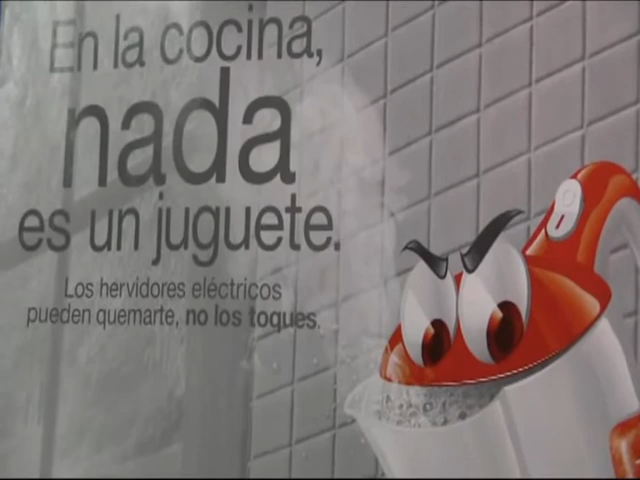 En la cocina,
nada
es un juguete.
Los hervidores eléctricos
pueden quemarte, no los toques.